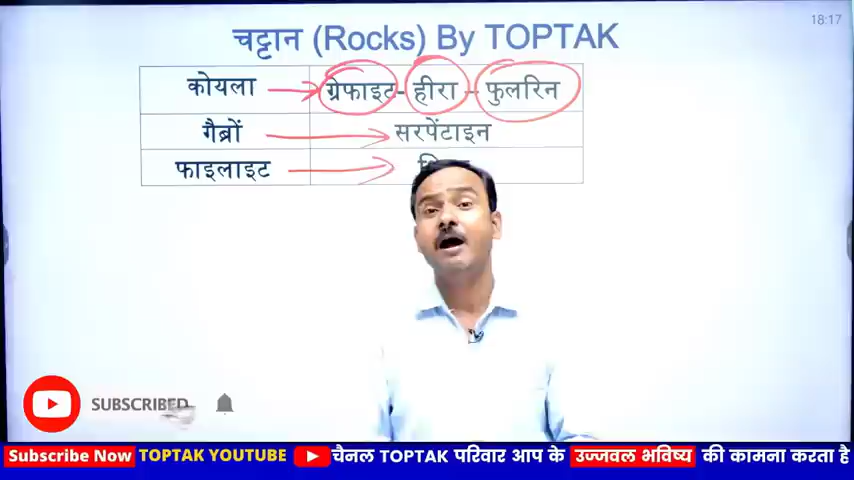 18:17
चट्टान (Rocks) By TOPTAK
कोयला ग्रेफाइट- हीरा - फुलरिन
गैब्रों सरपेंटाइन
फाइलाइट
SUBSCRIBED
Subscribe Now TOPTAK YOUTUBE चैनल TOPTAK परिवार आप के उज्जवल भविष्य की कामना करता है